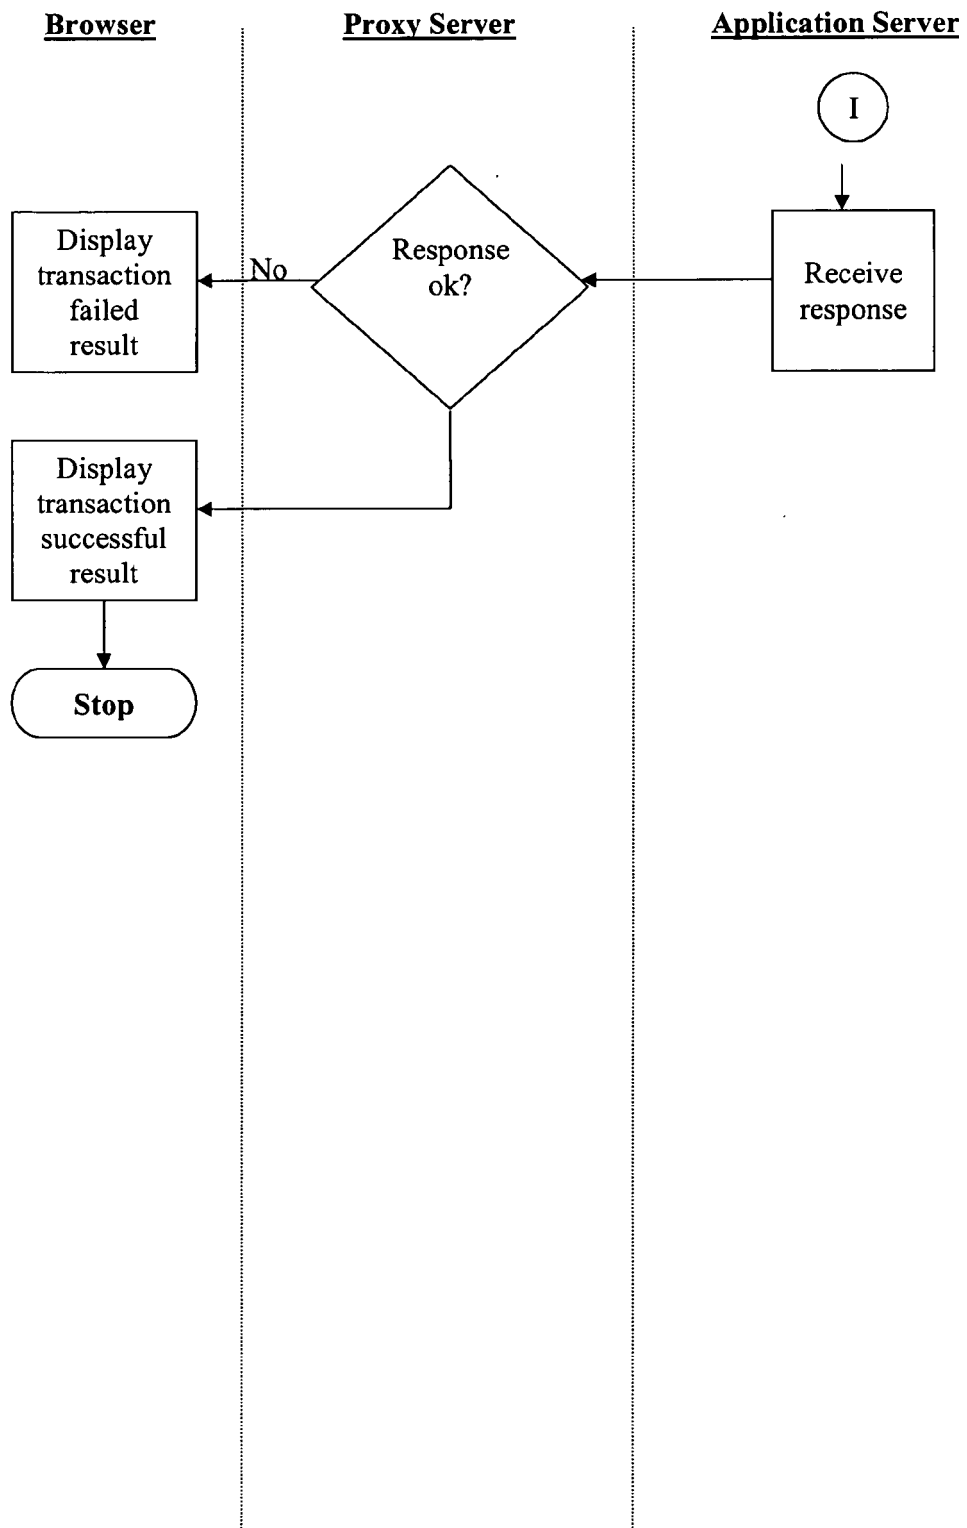 Browser
Proxy Server
Application Server
I
Display
transaction
failed
result
No
Response
ok?
Receive
response
Display
transaction
successful
result
Stop